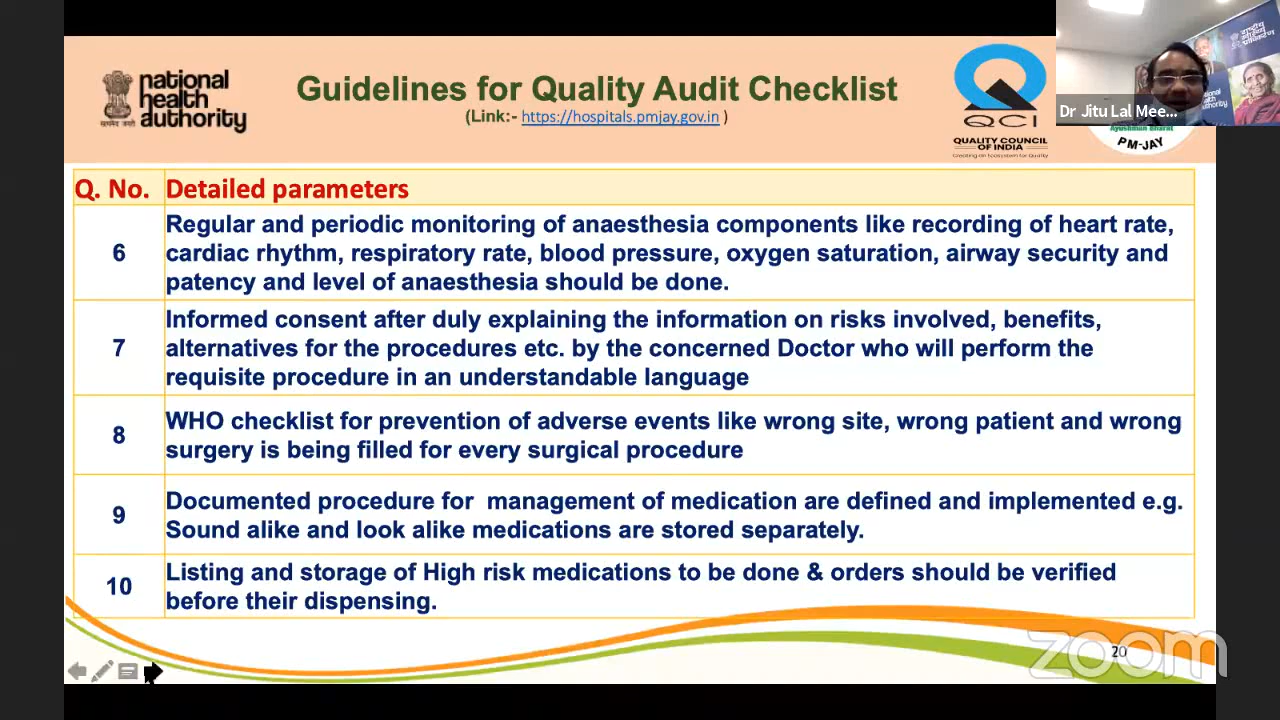 national
health
authority
Guidelines for Quality Audit Checklist
(Link:- https://hospitals.pmjay.gov.in )
QCI
QUALITY COUNCIL
OF INDIA
Creating an Ecosystem for Quality
Dr Jitu Lal Mee...
Ayushman Bharat
PM-JAY
Q. No. Detailed parameters
6
Regular and periodic monitoring of anaesthesia components like recording of heart rate,
cardiac rhythm, respiratory rate, blood pressure, oxygen saturation, airway security and
patency and level of anaesthesia should be done.
7
Informed consent after duly explaining the information on risks involved, benefits,
alternatives for the procedures etc. by the concerned Doctor who will perform the
requisite procedure in an understandable language
8
WHO checklist for prevention of adverse events like wrong site, wrong patient and wrong
surgery is being filled for every surgical procedure
9
Documented procedure for management of medication are defined and implemented e.g.
Sound alike and look alike medications are stored separately.
10
Listing and storage of High risk medications to be done & orders should be verified
before their dispensing.
20
zoom